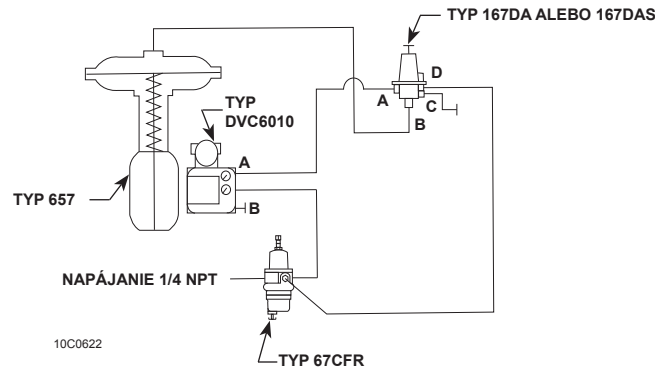 TYP 167DA ALEBO 167DAS
D
A
C
B
TYP
DVC6010
A
TYP 657
B
NAPÁJANIE 1/4 NPT
10C0622
TYP 67CFR